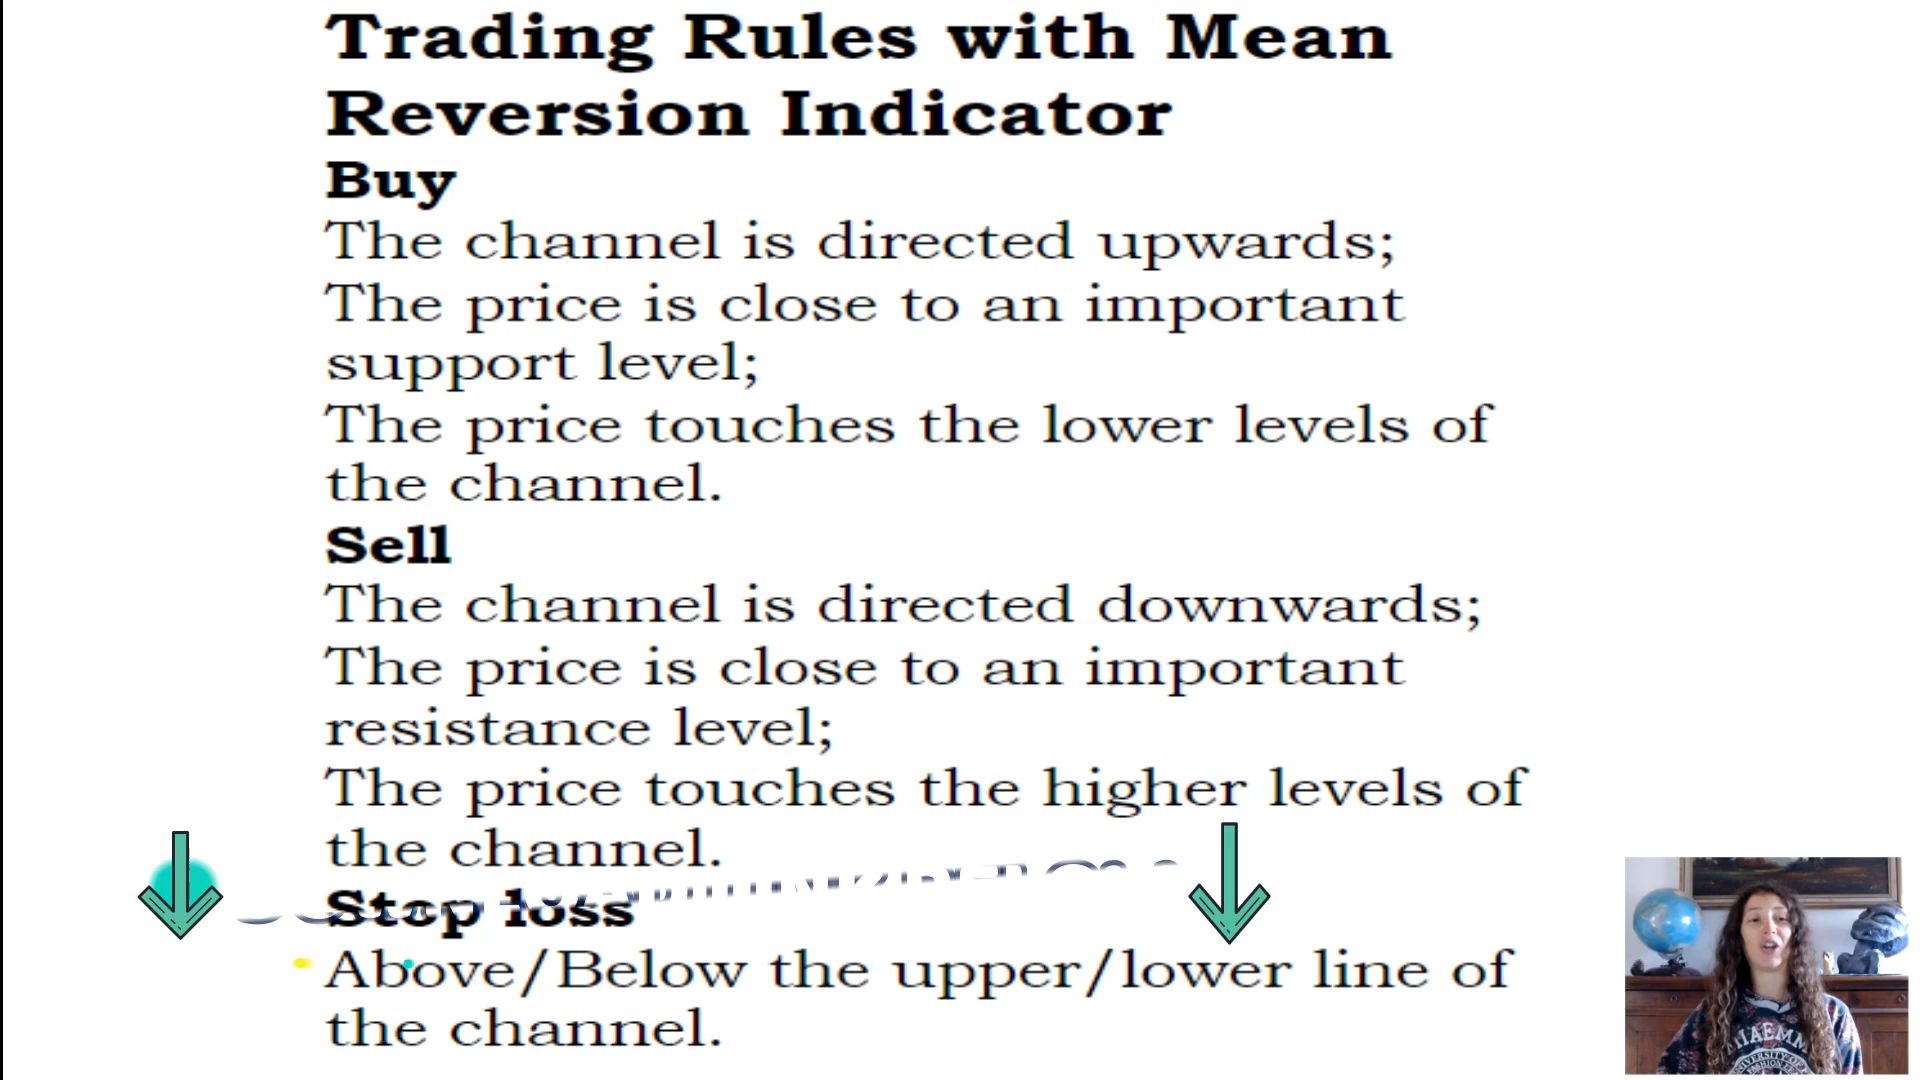 Trading Rules with Mean
Reversion Indicator
Buy
The channel is directed upwards;
The price is close to an important
support level;
The price touches the lower levels of
the channel.
Sell
The channel is directed downwards;
The price is close to an important
resistance level;
The price touches the higher levels of
the channel.
Stop loss
Above/Below the upper/lower line of
the channel.